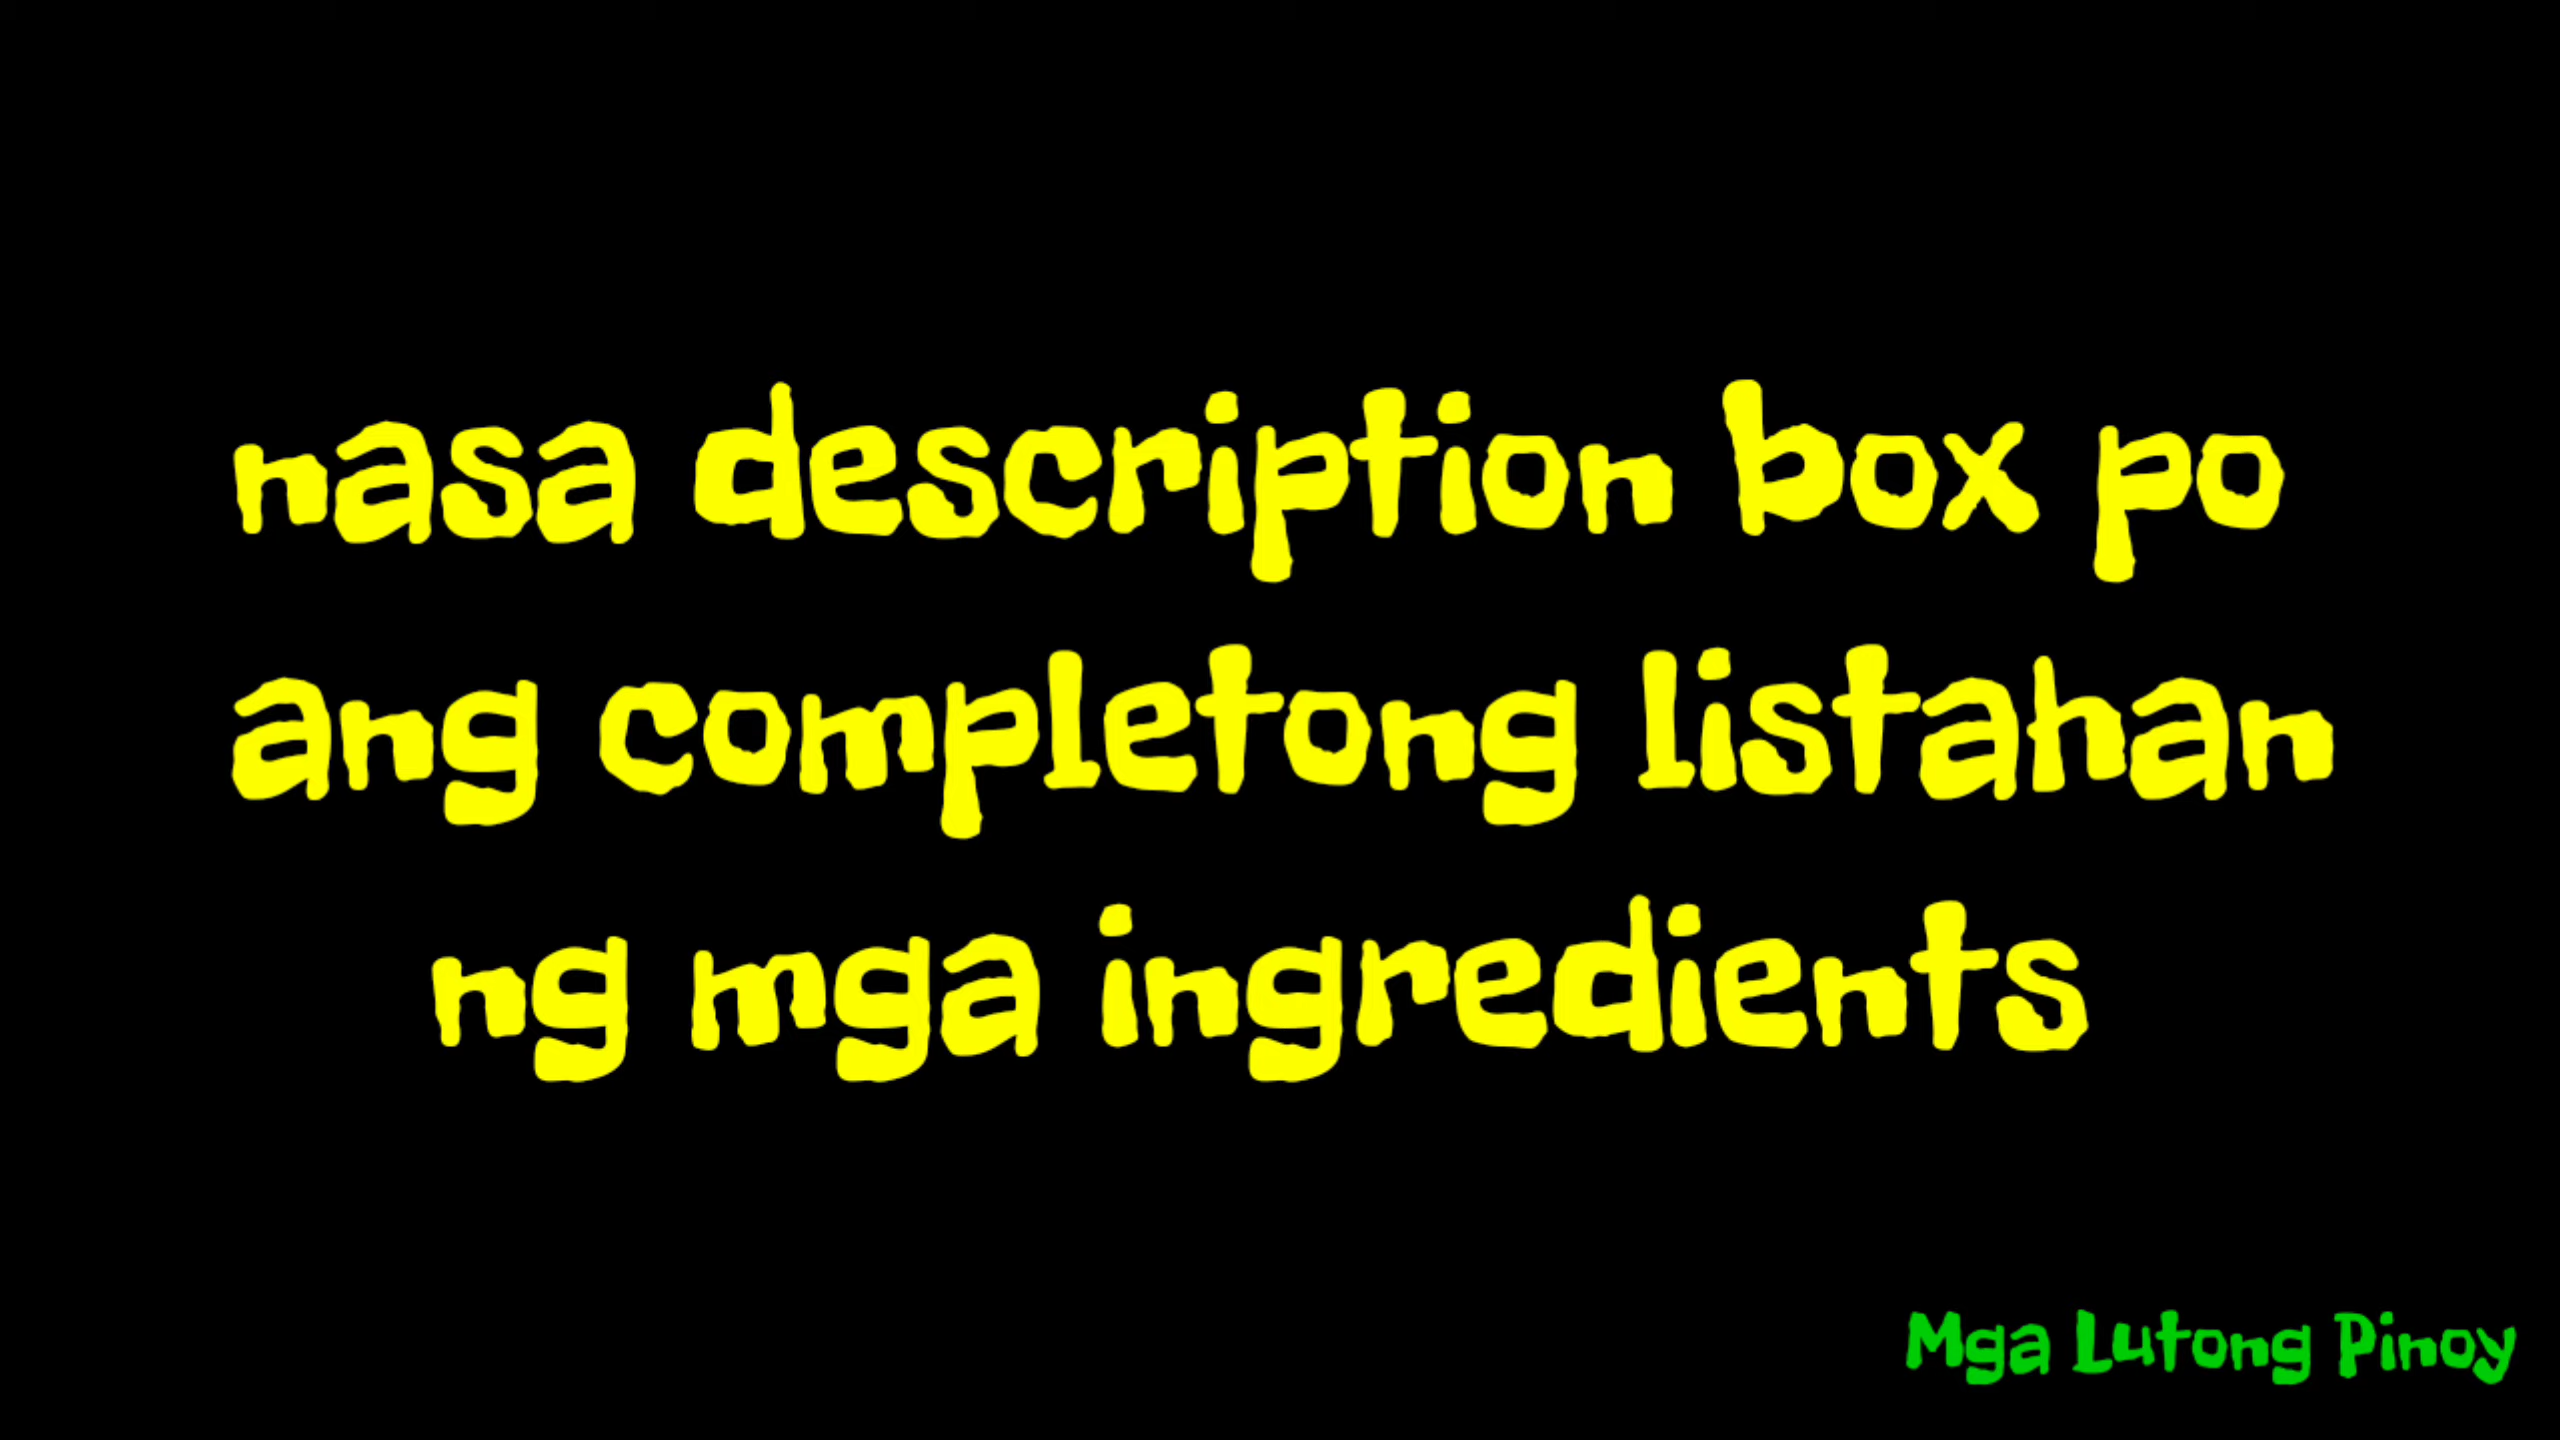 nasa description box po
ang completong listahan
ng mga ingredients
Mga Lutong Pinoy